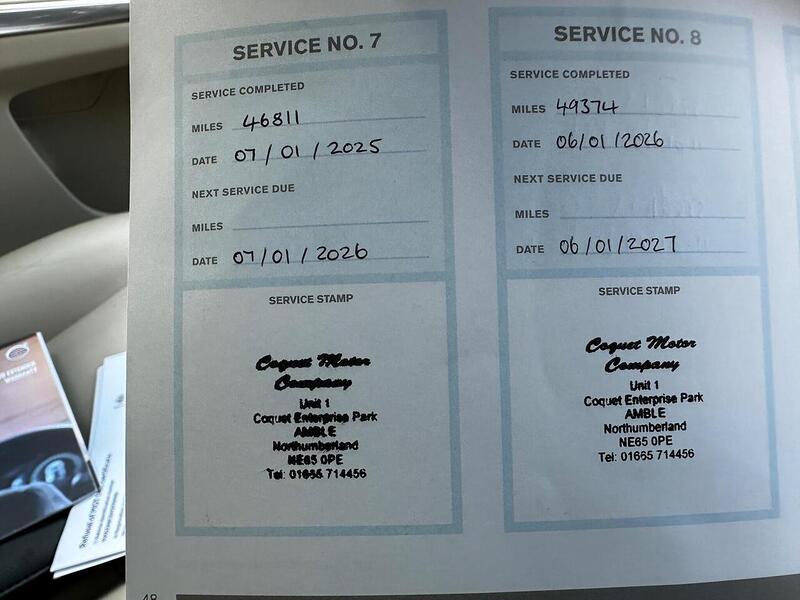 SERVICE NO. 7
SERVICE COMPLETED
MILES 46811
DATE 07/01/2025
NEXT SERVICE DUE
MILES
DATE 07/01/2026
SERVICE STAMP
Coquet Motor
Company
Unit 1
Coquet Enterprise Park
AMBLE
Northumberland
NE65 0PE
Tel: 01665 714456
SERVICE NO. 8
SERVICE COMPLETED
MILES 49374
DATE 06/01/2026
NEXT SERVICE DUE
MILES
DATE 06/01/2027
SERVICE STAMP
Coquet Motor
Company
Unit 1
Coquet Enterprise Park
AMBLE
Northumberland
NE65 0PE
Tel: 01665 714456
48
WARRANTY